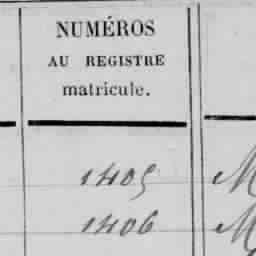 NUMÉROS
AU REGISTRE
matricule.
1405
1406